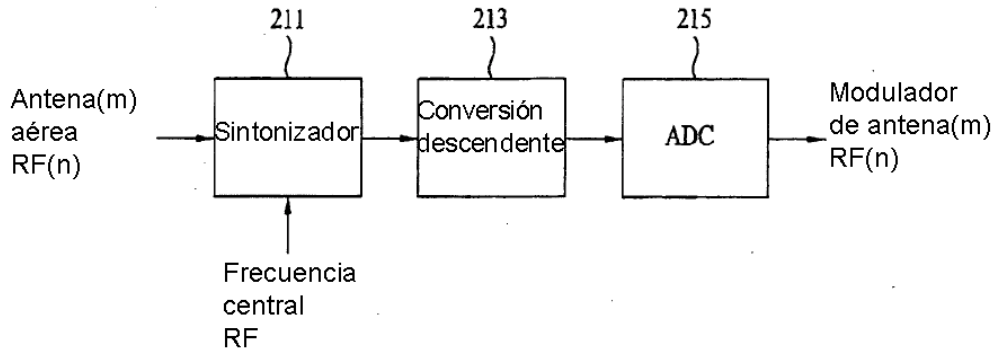 211
213
215
Antena(m)
aérea
RF(n)
Sintonizador
Conversión
descendente
ADC
Modulador
de antena(m)
RF(n)
Frecuencia
central
RF